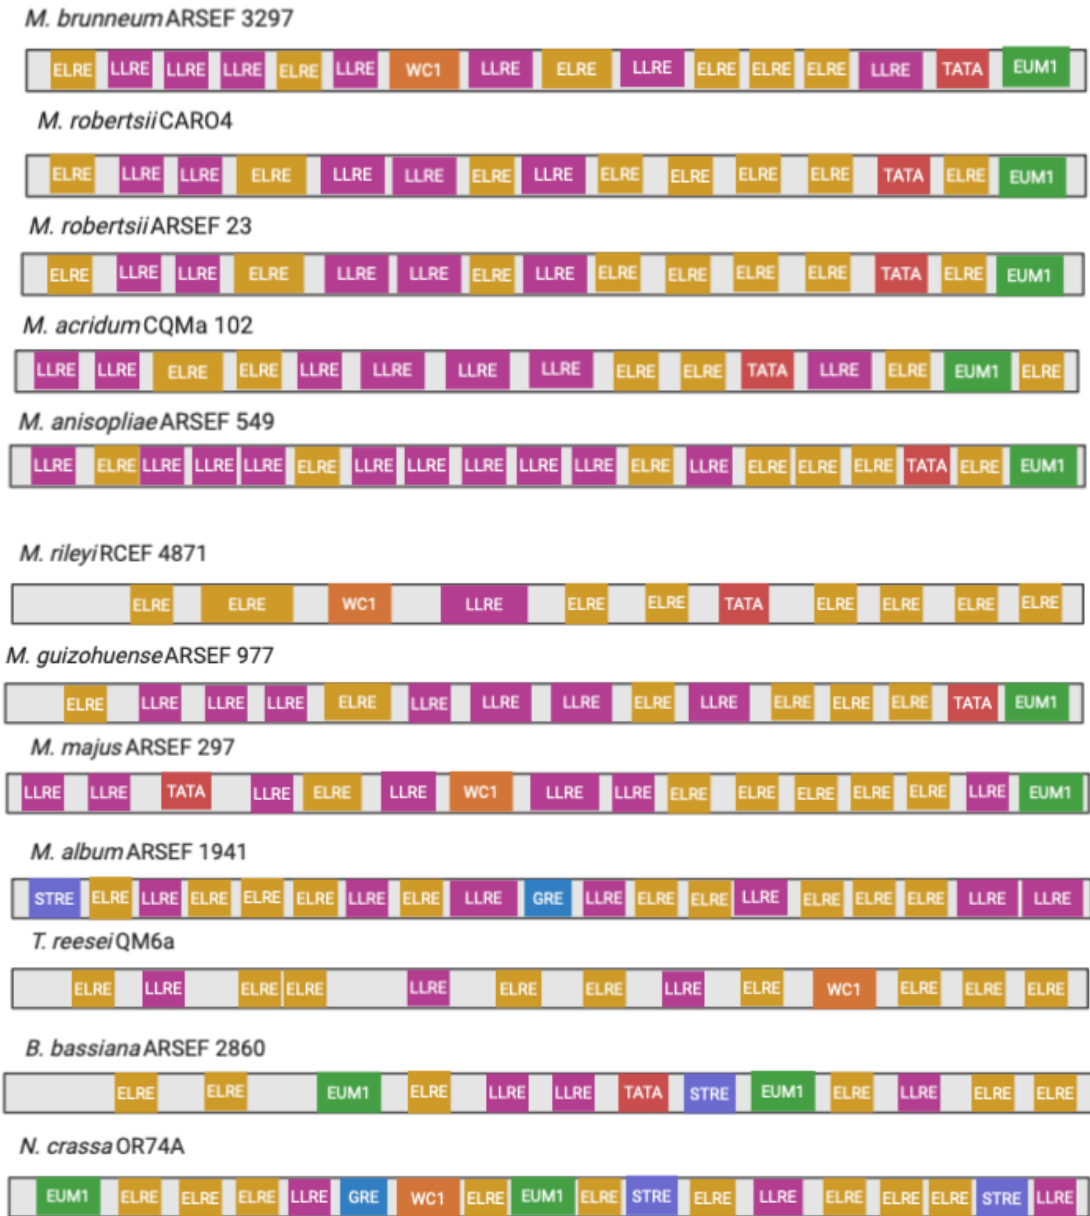 M. brunneum ARSEF 3297
ELRE LLRE LLRE LLRE ELRE LLRE WC1 LLRE ELRE LLRE ELRE ELRE ELRE LLRE TATA EUM1
M. robertsii CARO4
ELRE LLRE LLRE ELRE LLRE LLRE ELRE LLRE ELRE ELRE ELRE ELRE TATA ELRE EUM1
M. robertsii ARSEF 23
ELRE LLRE LLRE ELRE LLRE LLRE ELRE LLRE ELRE ELRE ELRE ELRE TATA ELRE EUM1
M. acridum CQMa 102
LLRE LLRE ELRE ELRE LLRE LLRE LLRE LLRE ELRE ELRE TATA LLRE ELRE EUM1 ELRE
M. anisopliae ARSEF 549
LLRE ELRE LLRE LLRE LLRE ELRE LLRE LLRE LLRE LLRE LLRE ELRE LLRE ELRE ELRE ELRE TATA ELRE EUM1
M. rileyi RCEF 4871
ELRE ELRE WC1 LLRE ELRE ELRE TATA ELRE ELRE ELRE ELRE
M. guizohuense ARSEF 977
ELRE LLRE LLRE LLRE ELRE LLRE LLRE LLRE ELRE LLRE ELRE ELRE ELRE TATA EUM1
M. majus ARSEF 297
LLRE LLRE TATA LLRE ELRE LLRE WC1 LLRE LLRE ELRE ELRE ELRE ELRE ELRE LLRE EUM1
M. album ARSEF 1941
STRE ELRE LLRE ELRE ELRE ELRE LLRE ELRE LLRE GRE LLRE ELRE ELRE LLRE ELRE ELRE ELRE LLRE LLRE
T. reesei QM6a
ELRE LLRE ELRE ELRE LLRE ELRE ELRE LLRE ELRE WC1 ELRE ELRE ELRE
B. bassiana ARSEF 2860
ELRE ELRE EUM1 ELRE LLRE LLRE TATA STRE EUM1 ELRE LLRE ELRE ELRE
N. crassa OR74A
EUM1 ELRE ELRE ELRE LLRE GRE WC1 ELRE EUM1 ELRE STRE ELRE LLRE ELRE ELRE ELRE STRE LLRE